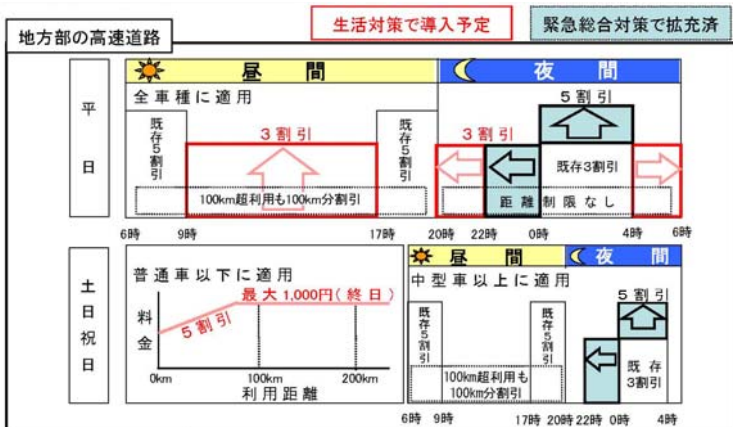 生活対策で導入予定
緊急総合対策で拡充済
地方部の高速道路
平日
昼間
夜間
全車種に適用
5割引
既存5割引
3割引
既存5割引
3割引
既存3割引
100km超利用も100km分割引
距離制限なし
6時 9時 17時 20時 22時 0時 4時 6時
土日祝日
普通車以下に適用
最大1,000円(終日)
5割引
料金
0km 100km 200km
利用距離
昼間
夜間
中型車以上に適用
5割引
既存5割引
既存5割引
既存
3割引
100km超利用も
100km分割引
6時 9時 17時 20時 22時 0時 4時